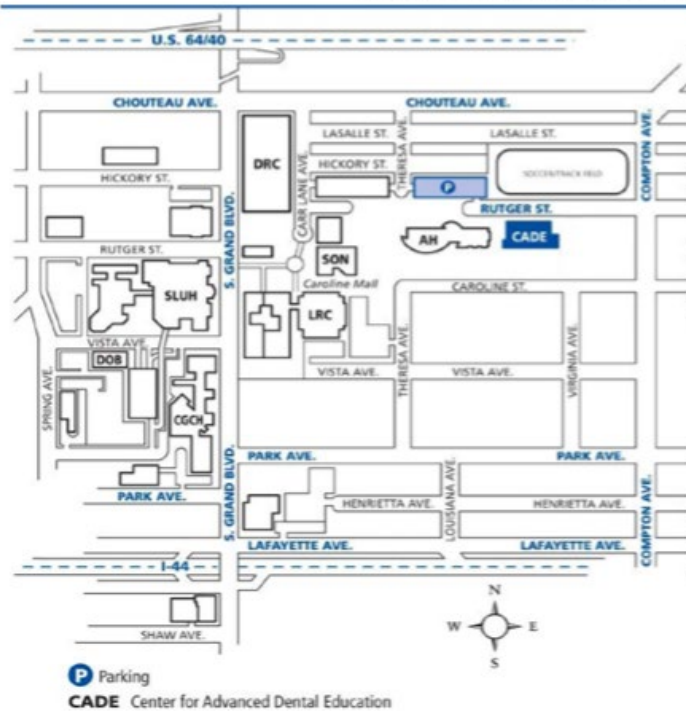 U.S. 64/40
CHOUTEAU AVE.
CHOUTEAU AVE.
LASALLE ST.
LASALLE ST.
THERESA AVE.
COMPTON AVE.
DRC
HICKORY ST.
CARR LANE AVE.
P
SOCCER/TRACK FIELD
HICKORY ST.
S. GRAND BLVD.
RUTGER ST.
AH
CADE
RUTGER ST.
SON
Caroline Mall
CAROLINE ST.
SLUH
LRC
VISTA AVE.
DOB
SPRING AVE.
VISTA AVE.
THERESA AVE.
VISTA AVE.
VIRGINIA AVE.
CGCH
S. GRAND BLVD.
PARK AVE.
PARK AVE.
PARK AVE.
HENRIETTA AVE.
LOUISIANA AVE.
HENRIETTA AVE.
COMPTON AVE.
LAFAYETTE AVE.
LAFAYETTE AVE.
I-44
N
W E
S
SHAW AVE.
P Parking
CADE Center for Advanced Dental Education